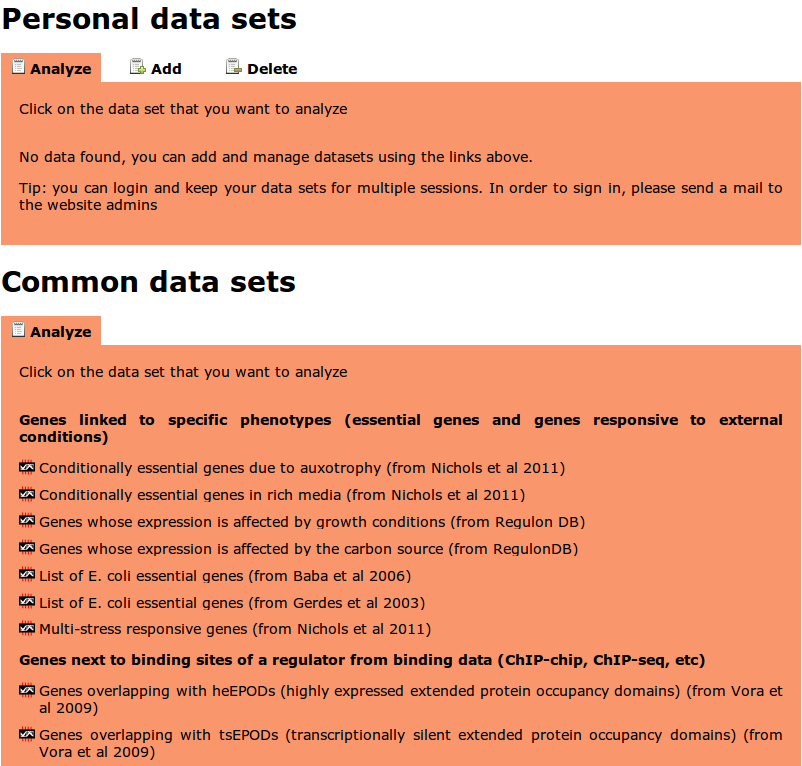 Personal data sets
Analyze Add Delete
Click on the data set that you want to analyze
No data found, you can add and manage datasets using the links above.
Tip: you can login and keep your data sets for multiple sessions. In order to sign in, please send a mail to
the website admins
Common data sets
Analyze
Click on the data set that you want to analyze
Genes linked to specific phenotypes (essential genes and genes responsive to external
conditions)
Conditionally essential genes due to auxotrophy (from Nichols et al 2011)
Conditionally essential genes in rich media (from Nichols et al 2011)
Genes whose expression is affected by growth conditions (from Regulon DB)
Genes whose expression is affected by the carbon source (from RegulonDB)
List of E. coli essential genes (from Baba et al 2006)
List of E. coli essential genes (from Gerdes et al 2003)
Multi-stress responsive genes (from Nichols et al 2011)
Genes next to binding sites of a regulator from binding data (ChIP-chip, ChIP-seq, etc)
Genes overlapping with heEPODs (highly expressed extended protein occupancy domains) (from Vora et
al 2009)
Genes overlapping with tsEPODs (transcriptionally silent extended protein occupancy domains) (from
Vora et al 2009)